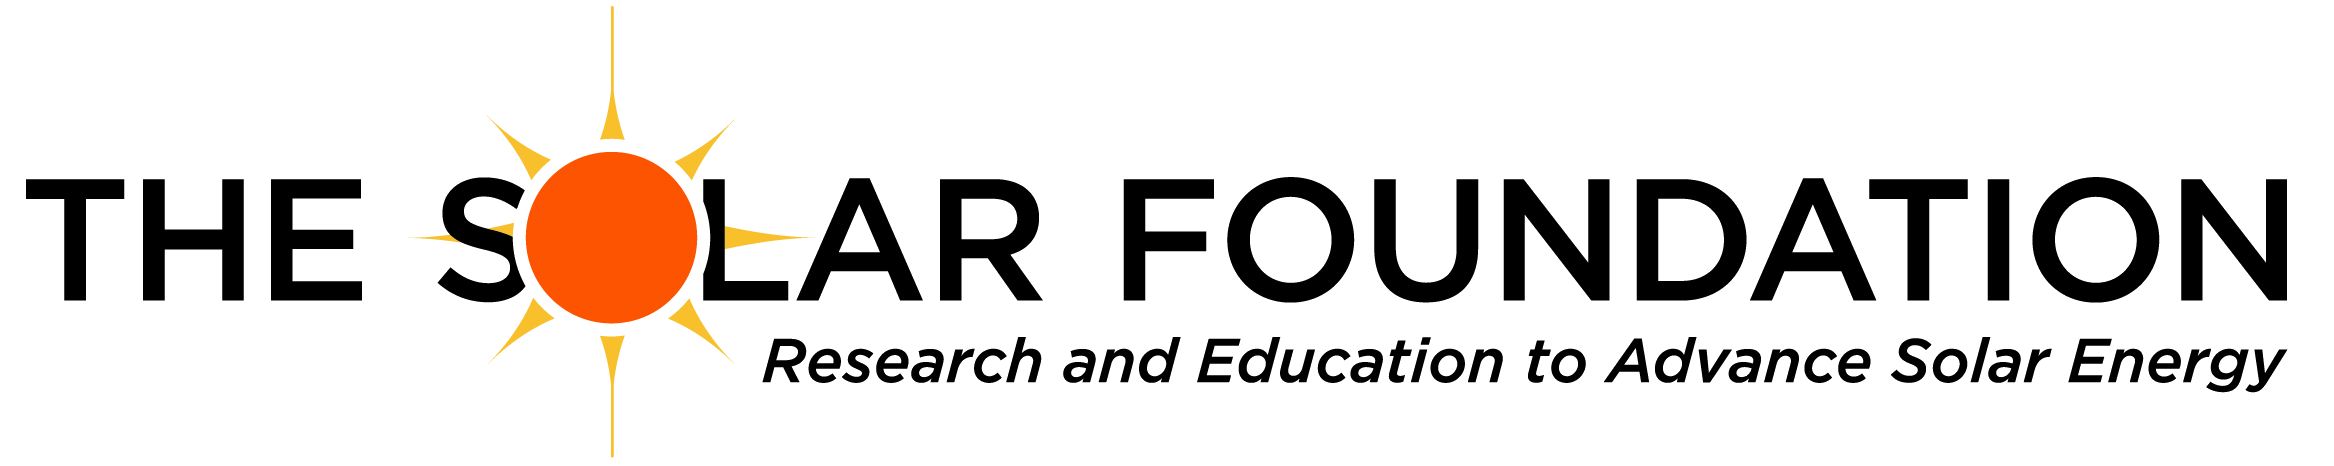 THE SOLAR FOUNDATION
Research and Education to Advance Solar Energy